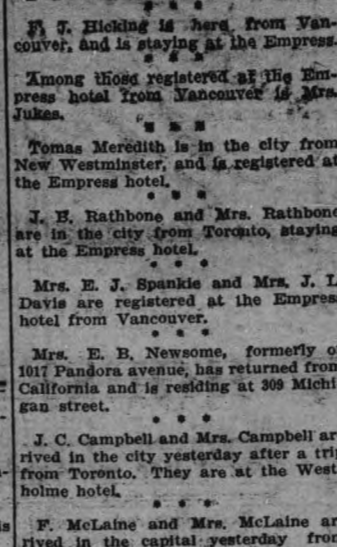 F. J. Hicking is here from Van-
couver, and is staying at the Empress.
* * *
Among those registered at the Em-
press hotel from Vancouver is Mrs.
Jukes.
* * *
Tomas Meredith is in the city from
New Westminster, and is registered at
the Empress hotel.
* * *
J. B. Rathbone and Mrs. Rathbone
are in the city from Toronto, staying
at the Empress hotel.
* * *
Mrs. E. J. Spankie and Mrs. J. L
Davis are registered at the Empres
hotel from Vancouver.
* * *
Mrs. E. B. Newsome, formerly o
1017 Pandora avenue, has returned from
California and is residing at 309 Michi
gan street.
* * *
J. C. Campbell and Mrs. Campbell ar
rived in the city yesterday after a trip
from Toronto. They are at the West
holme hotel.
* * *
F. McLaine and Mrs. McLaine ar
rived in the capital yesterday from